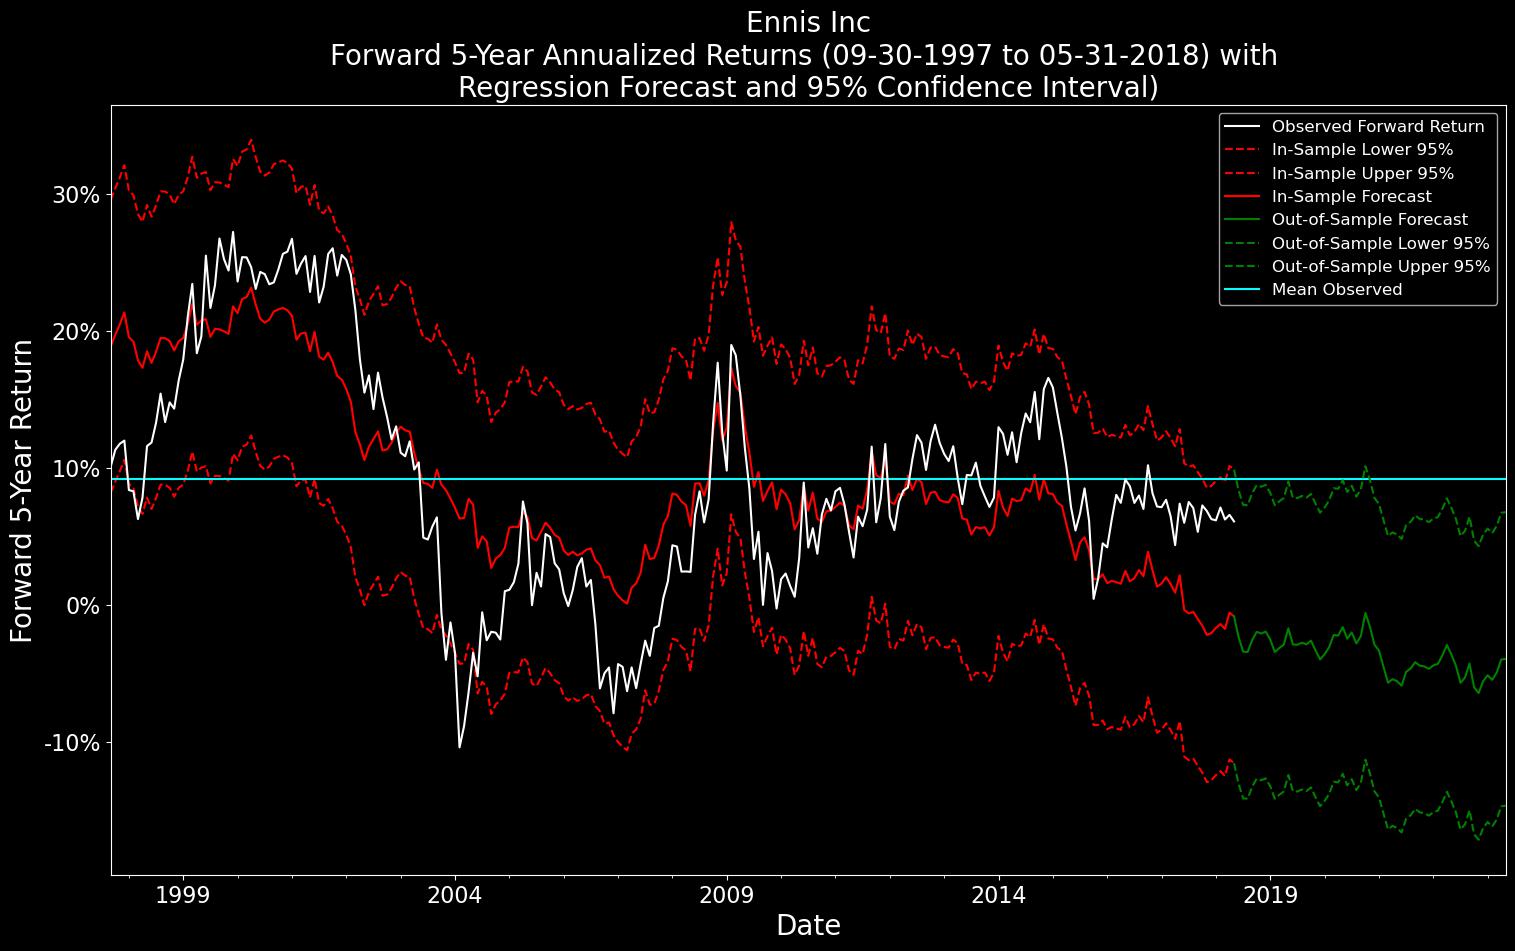 Ennis Inc
Forward 5-Year Annualized Returns (09-30-1997 to 05-31-2018) with
Regression Forecast and 95% Confidence Interval)
Observed Forward Return
In-Sample Lower 95%
In-Sample Upper 95%
In-Sample Forecast
Out-of-Sample Forecast
Out-of-Sample Lower 95%
Out-of-Sample Upper 95%
Mean Observed
Forward 5-Year Return
30%
20%
10%
0%
-10%
1999
2004
2009
2014
2019
Date